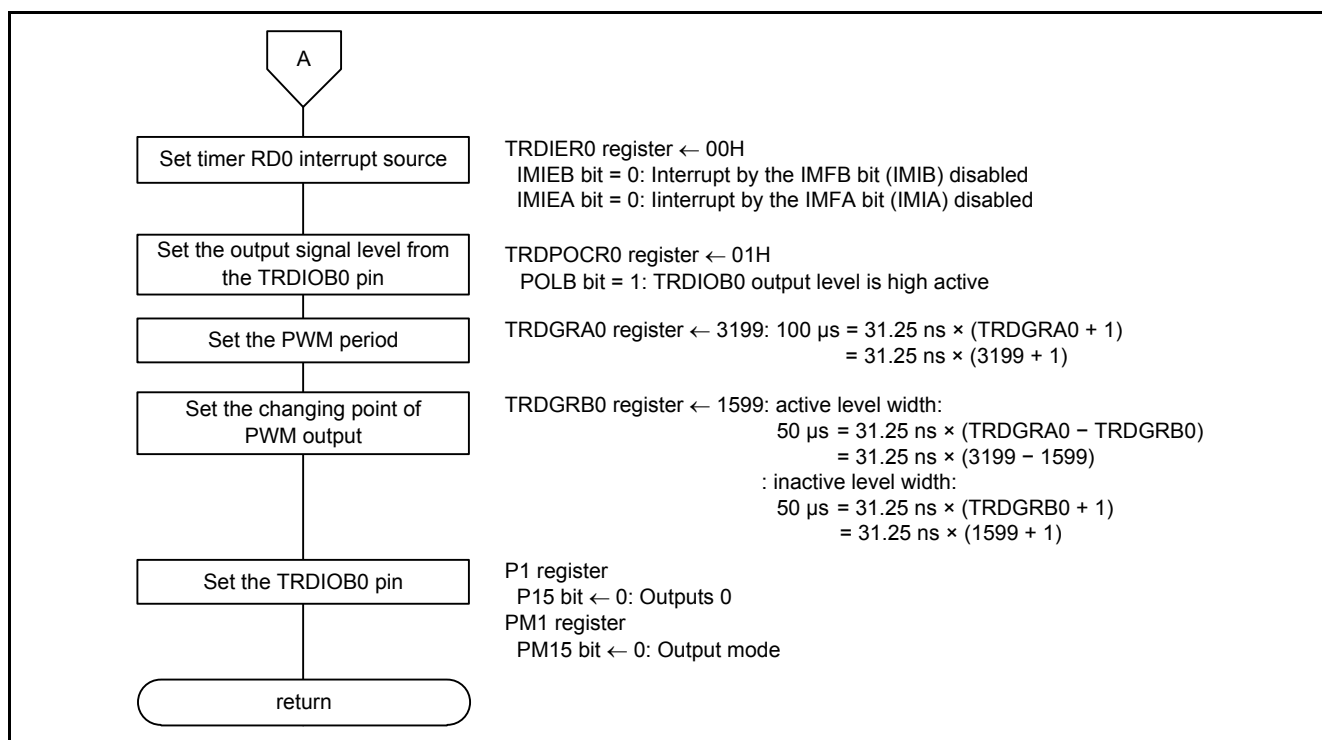 A
Set timer RD0 interrupt source
TRDIER0 register ← 00H
IMIEB bit = 0: Interrupt by the IMFB bit (IMIB) disabled
IMIEA bit = 0: Iinterrupt by the IMFA bit (IMIA) disabled
Set the output signal level from
the TRDIOB0 pin
TRDPOCR0 register ← 01H
POLB bit = 1: TRDIOB0 output level is high active
Set the PWM period
TRDGRA0 register ← 3199: 100 µs = 31.25 ns × (TRDGRA0 + 1)
= 31.25 ns × (3199 + 1)
Set the changing point of
PWM output
TRDGRB0 register ← 1599: active level width:
50 µs = 31.25 ns × (TRDGRA0 − TRDGRB0)
= 31.25 ns × (3199 − 1599)
: inactive level width:
50 µs = 31.25 ns × (TRDGRB0 + 1)
= 31.25 ns × (1599 + 1)
Set the TRDIOB0 pin
P1 register
P15 bit ← 0: Outputs 0
PM1 register
PM15 bit ← 0: Output mode
return